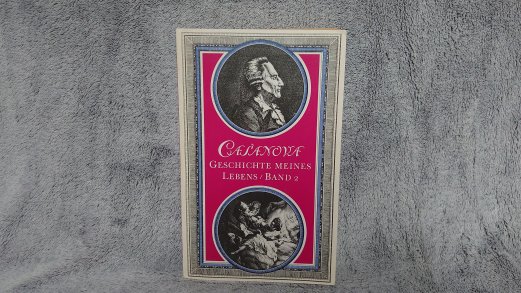 CASANOVA
GESCHICHTE MEINES
LEBENS / BAND 2